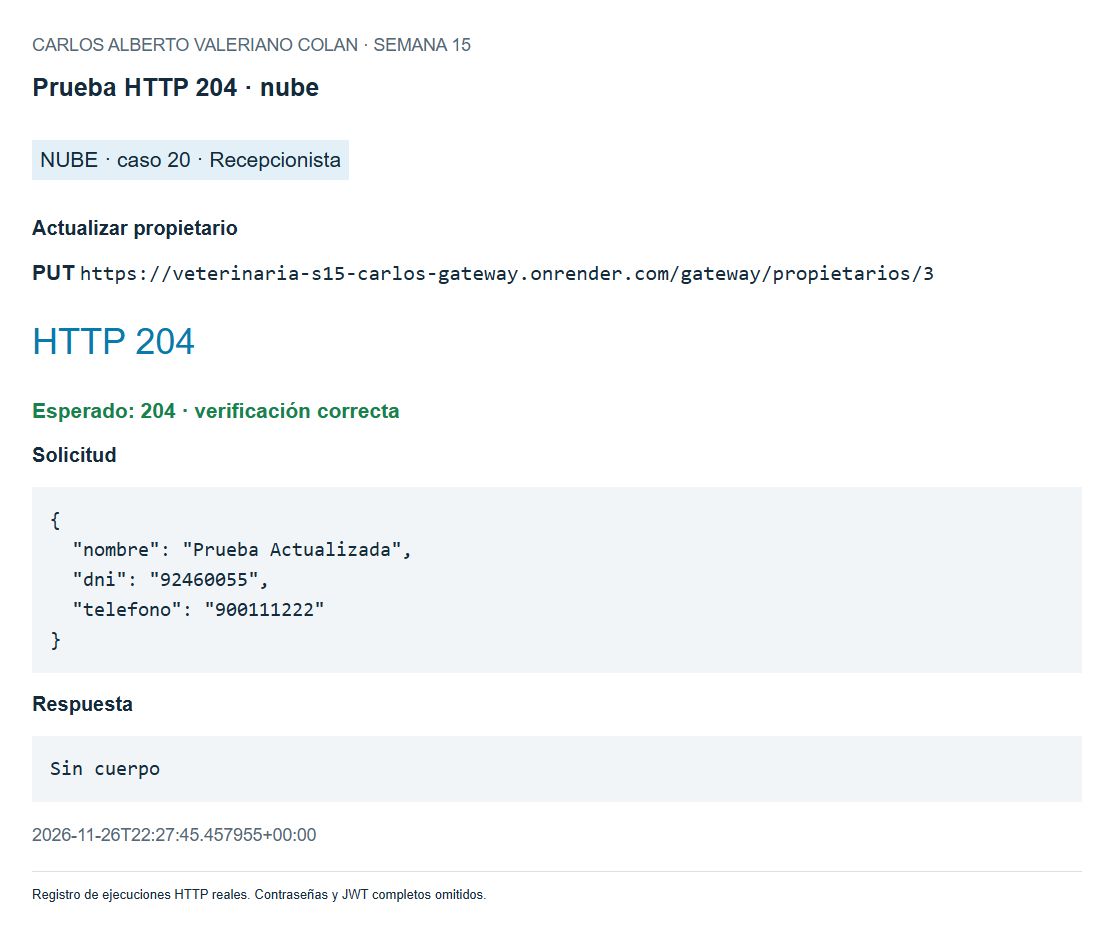 CARLOS ALBERTO VALERIANO COLAN · SEMANA 15
Prueba HTTP 204 · nube
NUBE · caso 20 · Recepcionista
Actualizar propietario
PUT https://veterinaria-s15-carlos-gateway.onrender.com/gateway/propietarios/3
HTTP 204
Esperado: 204 · verificación correcta
Solicitud
{
  "nombre": "Prueba Actualizada",
  "dni": "92460055",
  "telefono": "900111222"
}
Respuesta
Sin cuerpo
2026-11-26T22:27:45.457955+00:00
Registro de ejecuciones HTTP reales. Contraseñas y JWT completos omitidos.